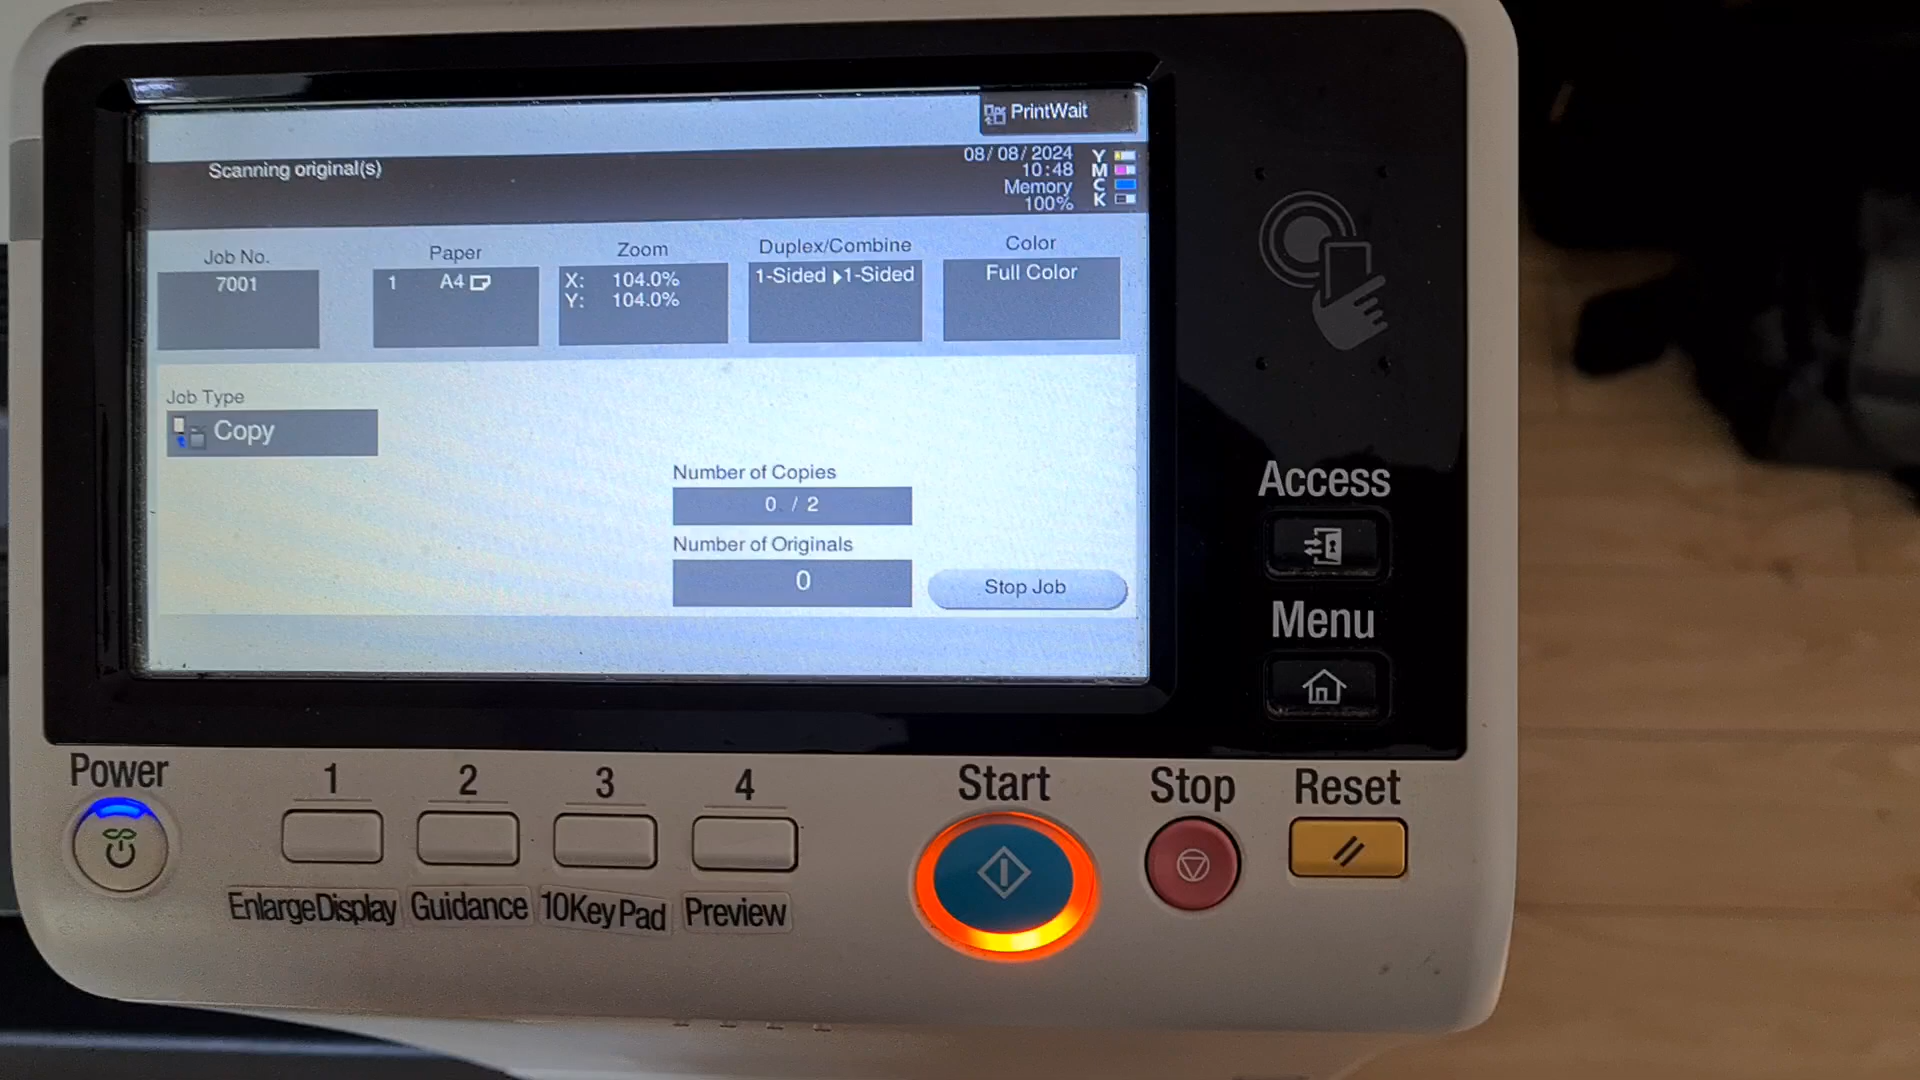 PrintWait
Scanning original(s)
08/08/2024
10:48
Memory
100%
Y
M
C
K
Job No.
7001
Paper
1 A4
Zoom
X: 104.0%
Y: 104.0%
Duplex/Combine
1-Sided ▶ 1-Sided
Color
Full Color
Job Type
Copy
Number of Copies
0 / 2
Number of Originals
0
Stop Job
Access
Menu
Power
1
2
3
4
Start
Stop
Reset
EnlargeDisplay
Guidance
10KeyPad
Preview